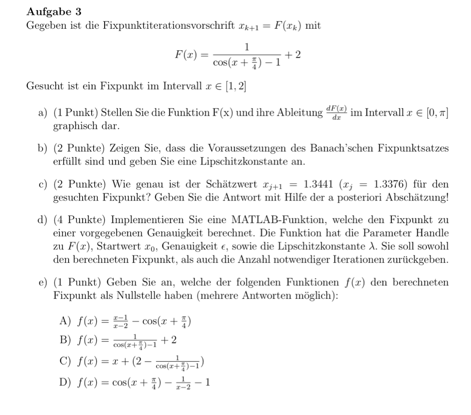 Aufgabe 3
Gegeben ist die Fixpunktiterationsvorschrift x_{k+1} = F(x_k) mit
F(x) = \frac{1}{\cos(x + \frac{\pi}{4}) - 1} + 2
Gesucht ist ein Fixpunkt im Intervall x ∈ [1, 2]
a) (1 Punkt) Stellen Sie die Funktion F(x) und ihre Ableitung \frac{dF(x)}{dx} im Intervall x ∈ [0, π]
graphisch dar.
b) (2 Punkte) Zeigen Sie, dass die Voraussetzungen des Banach'schen Fixpunktsatzes
erfüllt sind und geben Sie eine Lipschitzkonstante an.
c) (2 Punkte) Wie genau ist der Schätzwert x_{j+1} = 1.3441 (x_j = 1.3376) für den
gesuchten Fixpunkt? Geben Sie die Antwort mit Hilfe der a posteriori Abschätzung!
d) (4 Punkte) Implementieren Sie eine MATLAB-Funktion, welche den Fixpunkt zu
einer vorgegebenen Genauigkeit berechnet. Die Funktion hat die Parameter Handle
zu F(x), Startwert x_0, Genauigkeit ϵ, sowie die Lipschitzkonstante λ. Sie soll sowohl
den berechneten Fixpunkt, als auch die Anzahl notwendiger Iterationen zurückgeben.
e) (1 Punkt) Geben Sie an, welche der folgenden Funktionen f(x) den berechneten
Fixpunkt als Nullstelle haben (mehrere Antworten möglich):
A) f(x) = \frac{x-1}{x-2} - \cos(x + \frac{\pi}{4})
B) f(x) = \frac{1}{\cos(x+\frac{\pi}{4})-1} + 2
C) f(x) = x + (2 - \frac{1}{\cos(x+\frac{\pi}{4})-1})
D) f(x) = \cos(x + \frac{\pi}{4}) - \frac{1}{x-2} - 1